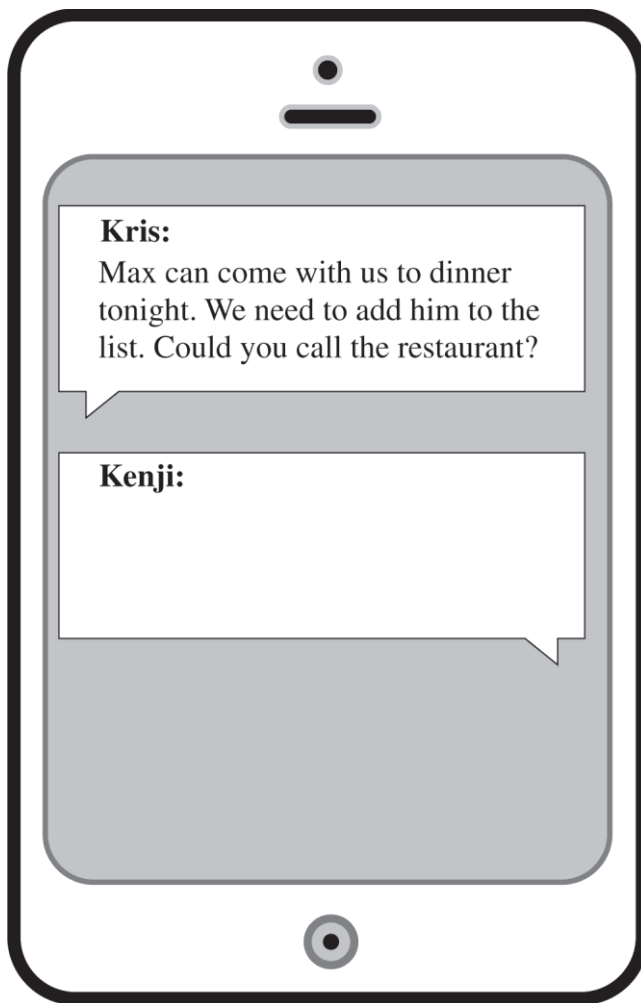 Kris:
Max can come with us to dinner
tonight. We need to add him to the
list. Could you call the restaurant?
Kenji: